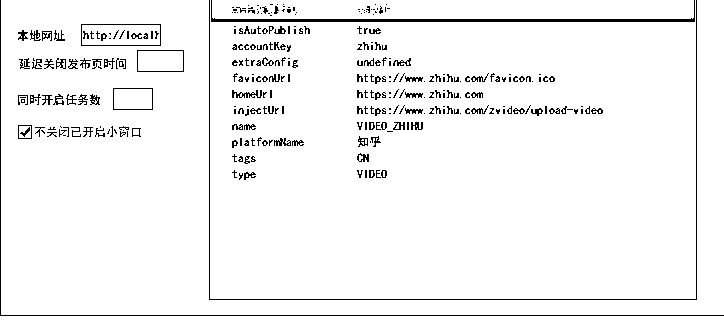 本地网址 http://local
延迟关闭发布页时间
同时开启任务数
不关闭已开启小窗口
isAutoPublish true
accountKey zhihu
extraConfig undefined
faviconUrl https://www.zhihu.com/favicon.ico
homeUrl https://www.zhihu.com
injectUrl https://www.zhihu.com/zvideo/upload-video
name VIDEO_ZHIHU
platformName 知乎
tags CN
type VIDEO